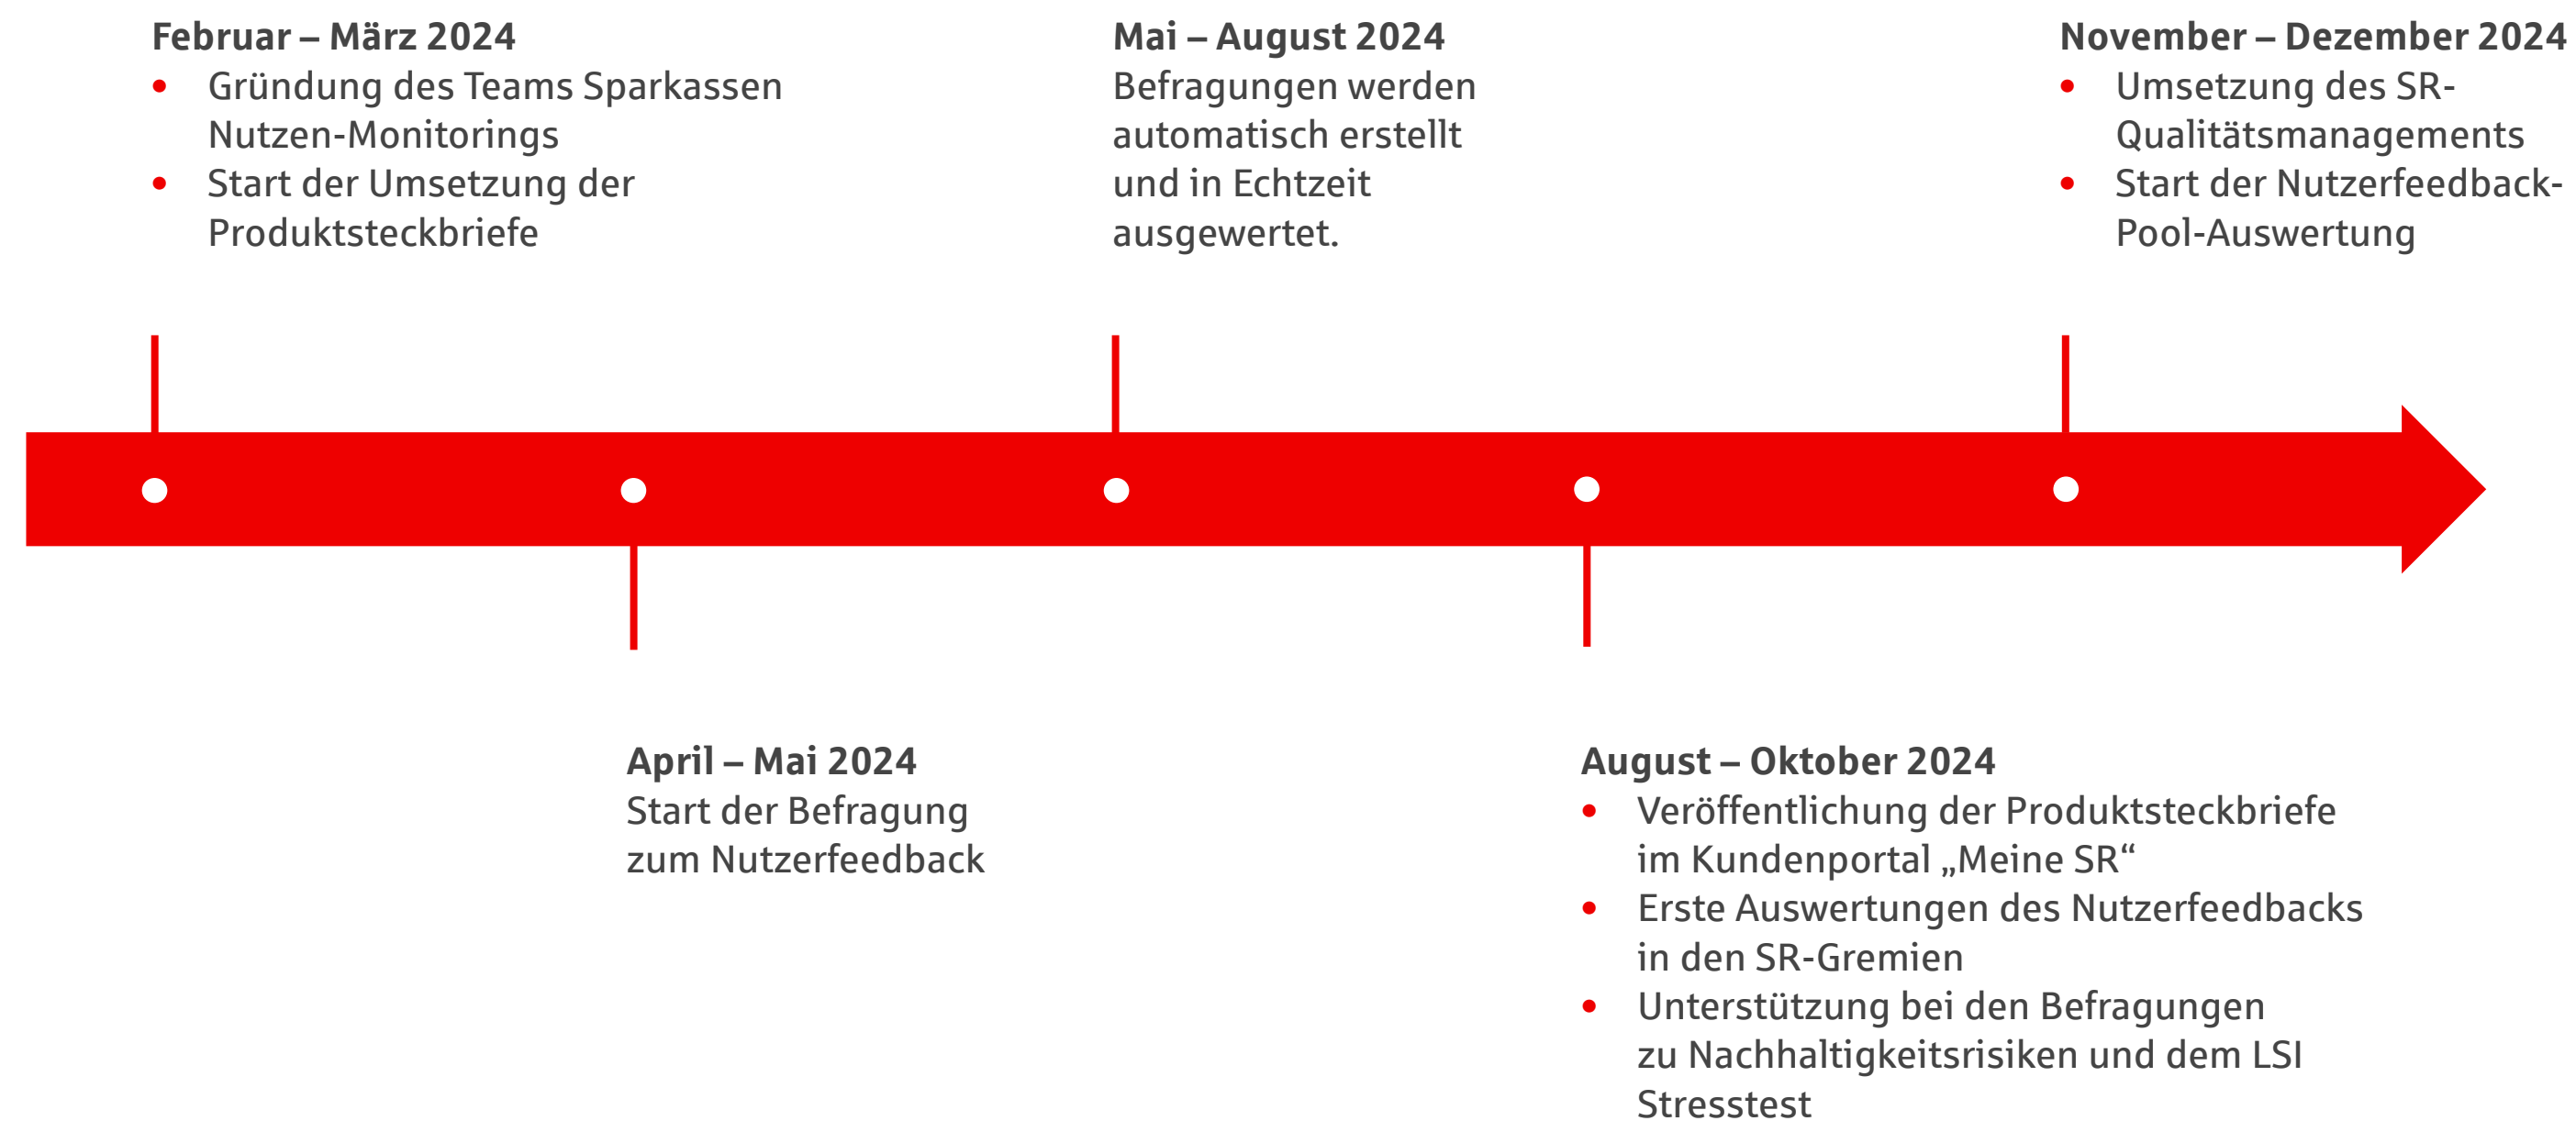 Februar – März 2024
• Gründung des Teams Sparkassen
Nutzen-Monitorings
• Start der Umsetzung der
Produktsteckbriefe
April – Mai 2024
Start der Befragung
zum Nutzerfeedback
Mai – August 2024
Befragungen werden
automatisch erstellt
und in Echtzeit
ausgewertet.
August – Oktober 2024
• Veröffentlichung der Produktsteckbriefe
im Kundenportal „Meine SR“
• Erste Auswertungen des Nutzerfeedbacks
in den SR-Gremien
• Unterstützung bei den Befragungen
zu Nachhaltigkeitsrisiken und dem LSI
Stresstest
November – Dezember 2024
• Umsetzung des SR-
Qualitätsmanagements
• Start der Nutzerfeedback-
Pool-Auswertung